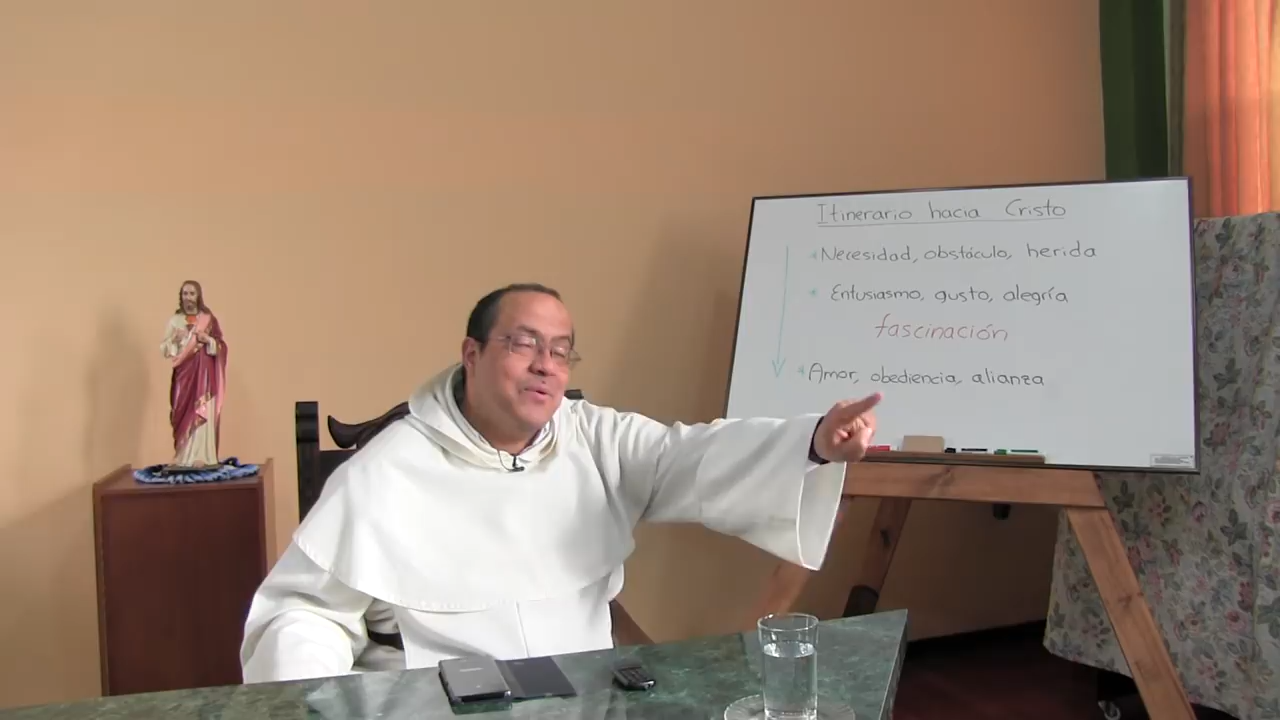 Itinerario hacia Cristo
* Necesidad, obstáculo, herida
* Entusiasmo, gusto, alegría
fascinación
* Amor, obediencia, alianza